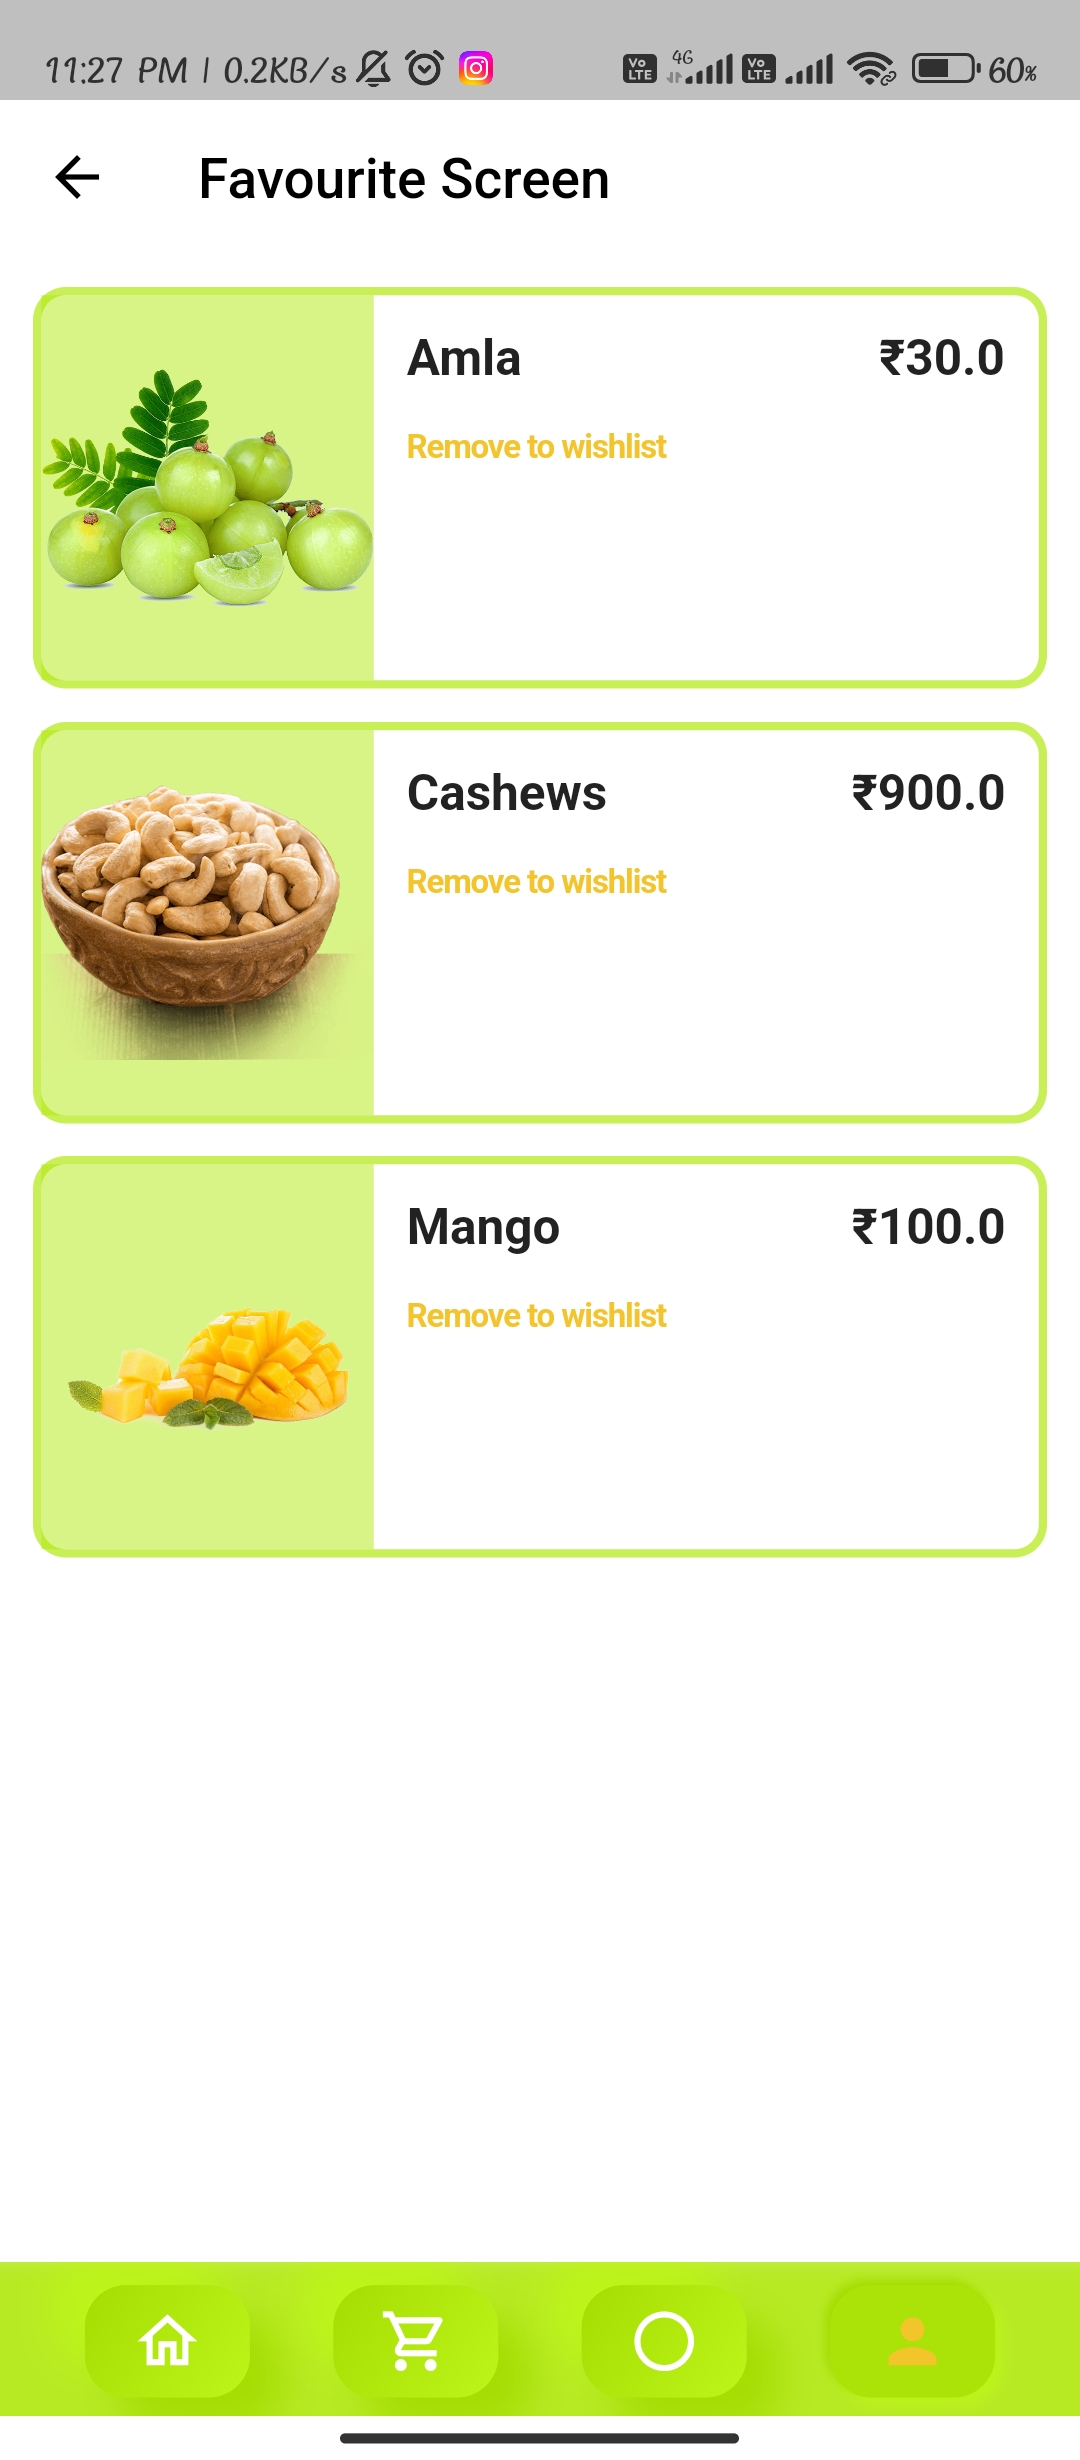 11:27 PM | 0.2KB/s Vo LTE 4G Vo LTE 60%
Favourite Screen
Amla ₹30.0
Remove to wishlist
Cashews ₹900.0
Remove to wishlist
Mango ₹100.0
Remove to wishlist